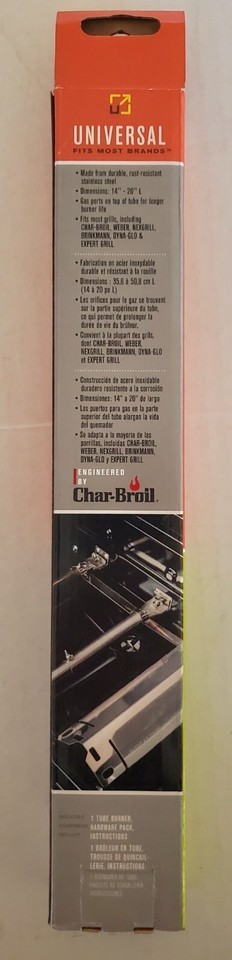 UNIVERSAL
FITS MOST BRANDS™
• Made from durable, rust-resistant
stainless steel
• Dimensions: 14" - 20" L
• Gas ports on top of tube for longer
burner life
• Fits most grills, including
CHAR-BROIL, WEBER, NEXGRILL,
BRINKMANN, DYNA-GLO &
EXPERT GRILL
• Fabrication en acier inoxydable
durable et résistant à la rouille
• Dimensions : 35,6 à 50,8 cm L
(14 à 20 po L)
• Les orifices pour le gaz se trouvent
sur la partie supérieure du tube,
ce qui permet de prolonger la
durée de vie du brûleur.
• Convient à la plupart des grils,
dont CHAR-BROIL, WEBER,
NEXGRILL, BRINKMANN, DYNA-GLO
et EXPERT GRILL
• Construcción de acero inoxidable
duradero resistente a la corrosión
• Dimensiones: 14" a 20" de largo
• Los puertos para gas en la parte
superior del tubo alargan la vida
del quemador
• Se adapta a la mayoría de las
parrillas, incluidas CHAR-BROIL,
WEBER, NEXGRILL, BRINKMANN,
DYNA-GLO y EXPERT GRILL
ENGINEERED
BY
Char-Broil®
1 TUBE BURNER,
HARDWARE PACK,
INSTRUCTIONS
1 BRÛLEUR EN TUBE,
TROUSSE DE QUINCAIL-
LERIE, INSTRUCTIONS